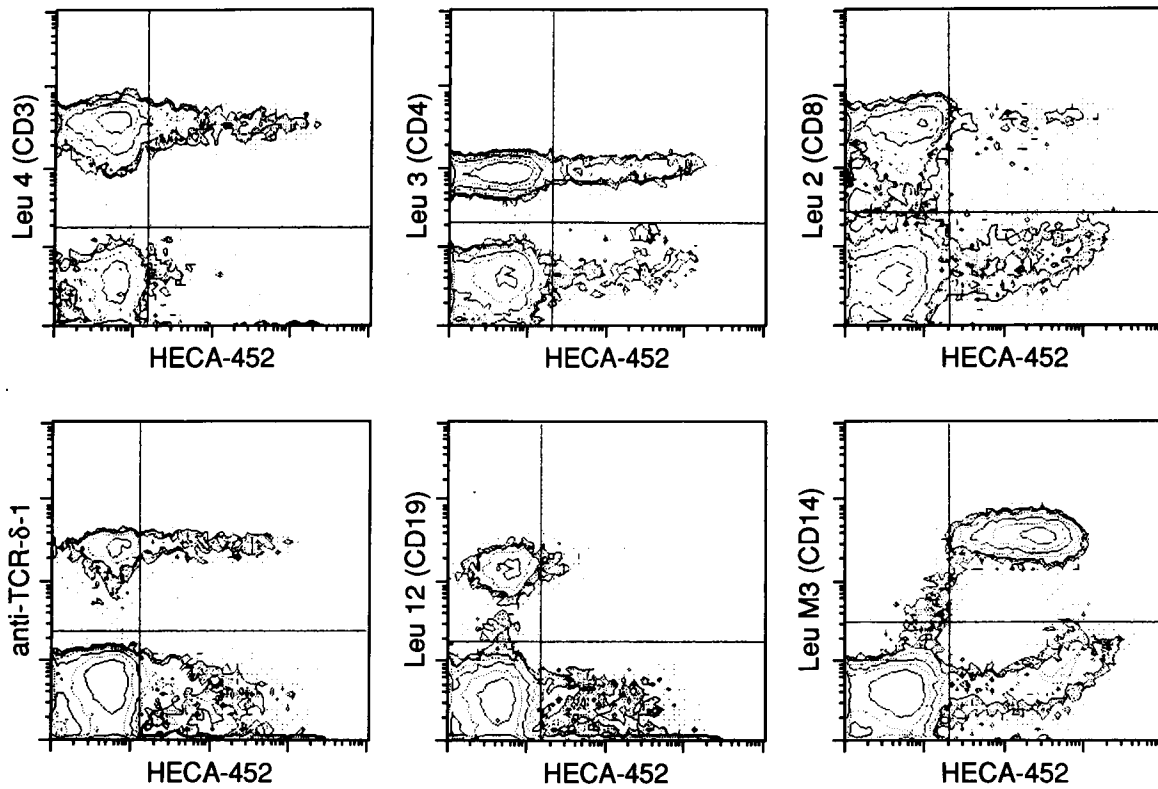 Leu 4 (CD3)
HECA-452
Leu 3 (CD4)
HECA-452
Leu 2 (CD8)
HECA-452
anti-TCR-δ-1
HECA-452
Leu 12 (CD19)
HECA-452
Leu M3 (CD14)
HECA-452